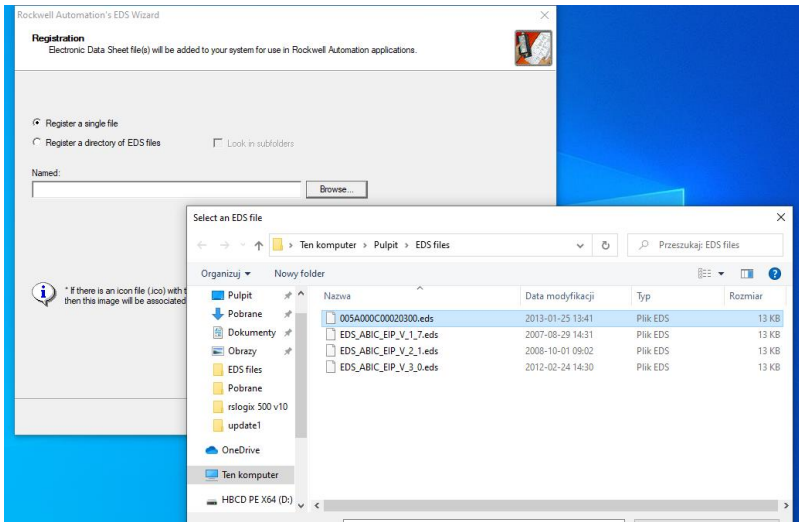 Rockwell Automation's EDS Wizard
Registration
Electronic Data Sheet file(s) will be added to your system for use in Rockwell Automation applications.
Register a single file
Register a directory of EDS files
Look in subfolders
Named:
Browse...
Select an EDS file
Ten komputer > Pulpit > EDS files
Przeszukaj: EDS files
Organizuj
Nowy folder
* If there is an icon file (.ico) with t
then this image will be associated
Pulpit
Pobrane
Dokumenty
Obrazy
EDS files
Pobrane
rslogix 500 v10
update1
OneDrive
Ten komputer
HBCD PE X64 (D:)
Nazwa Data modyfikacji Typ Rozmiar
005A000C00020300.eds 2013-01-25 13:41 Plik EDS 13 KB
EDS_ABIC_EIP_V_1_7.eds 2007-08-29 14:31 Plik EDS 13 KB
EDS_ABIC_EIP_V_2_1.eds 2008-10-01 09:02 Plik EDS 13 KB
EDS_ABIC_EIP_V_3_0.eds 2012-02-24 14:30 Plik EDS 13 KB